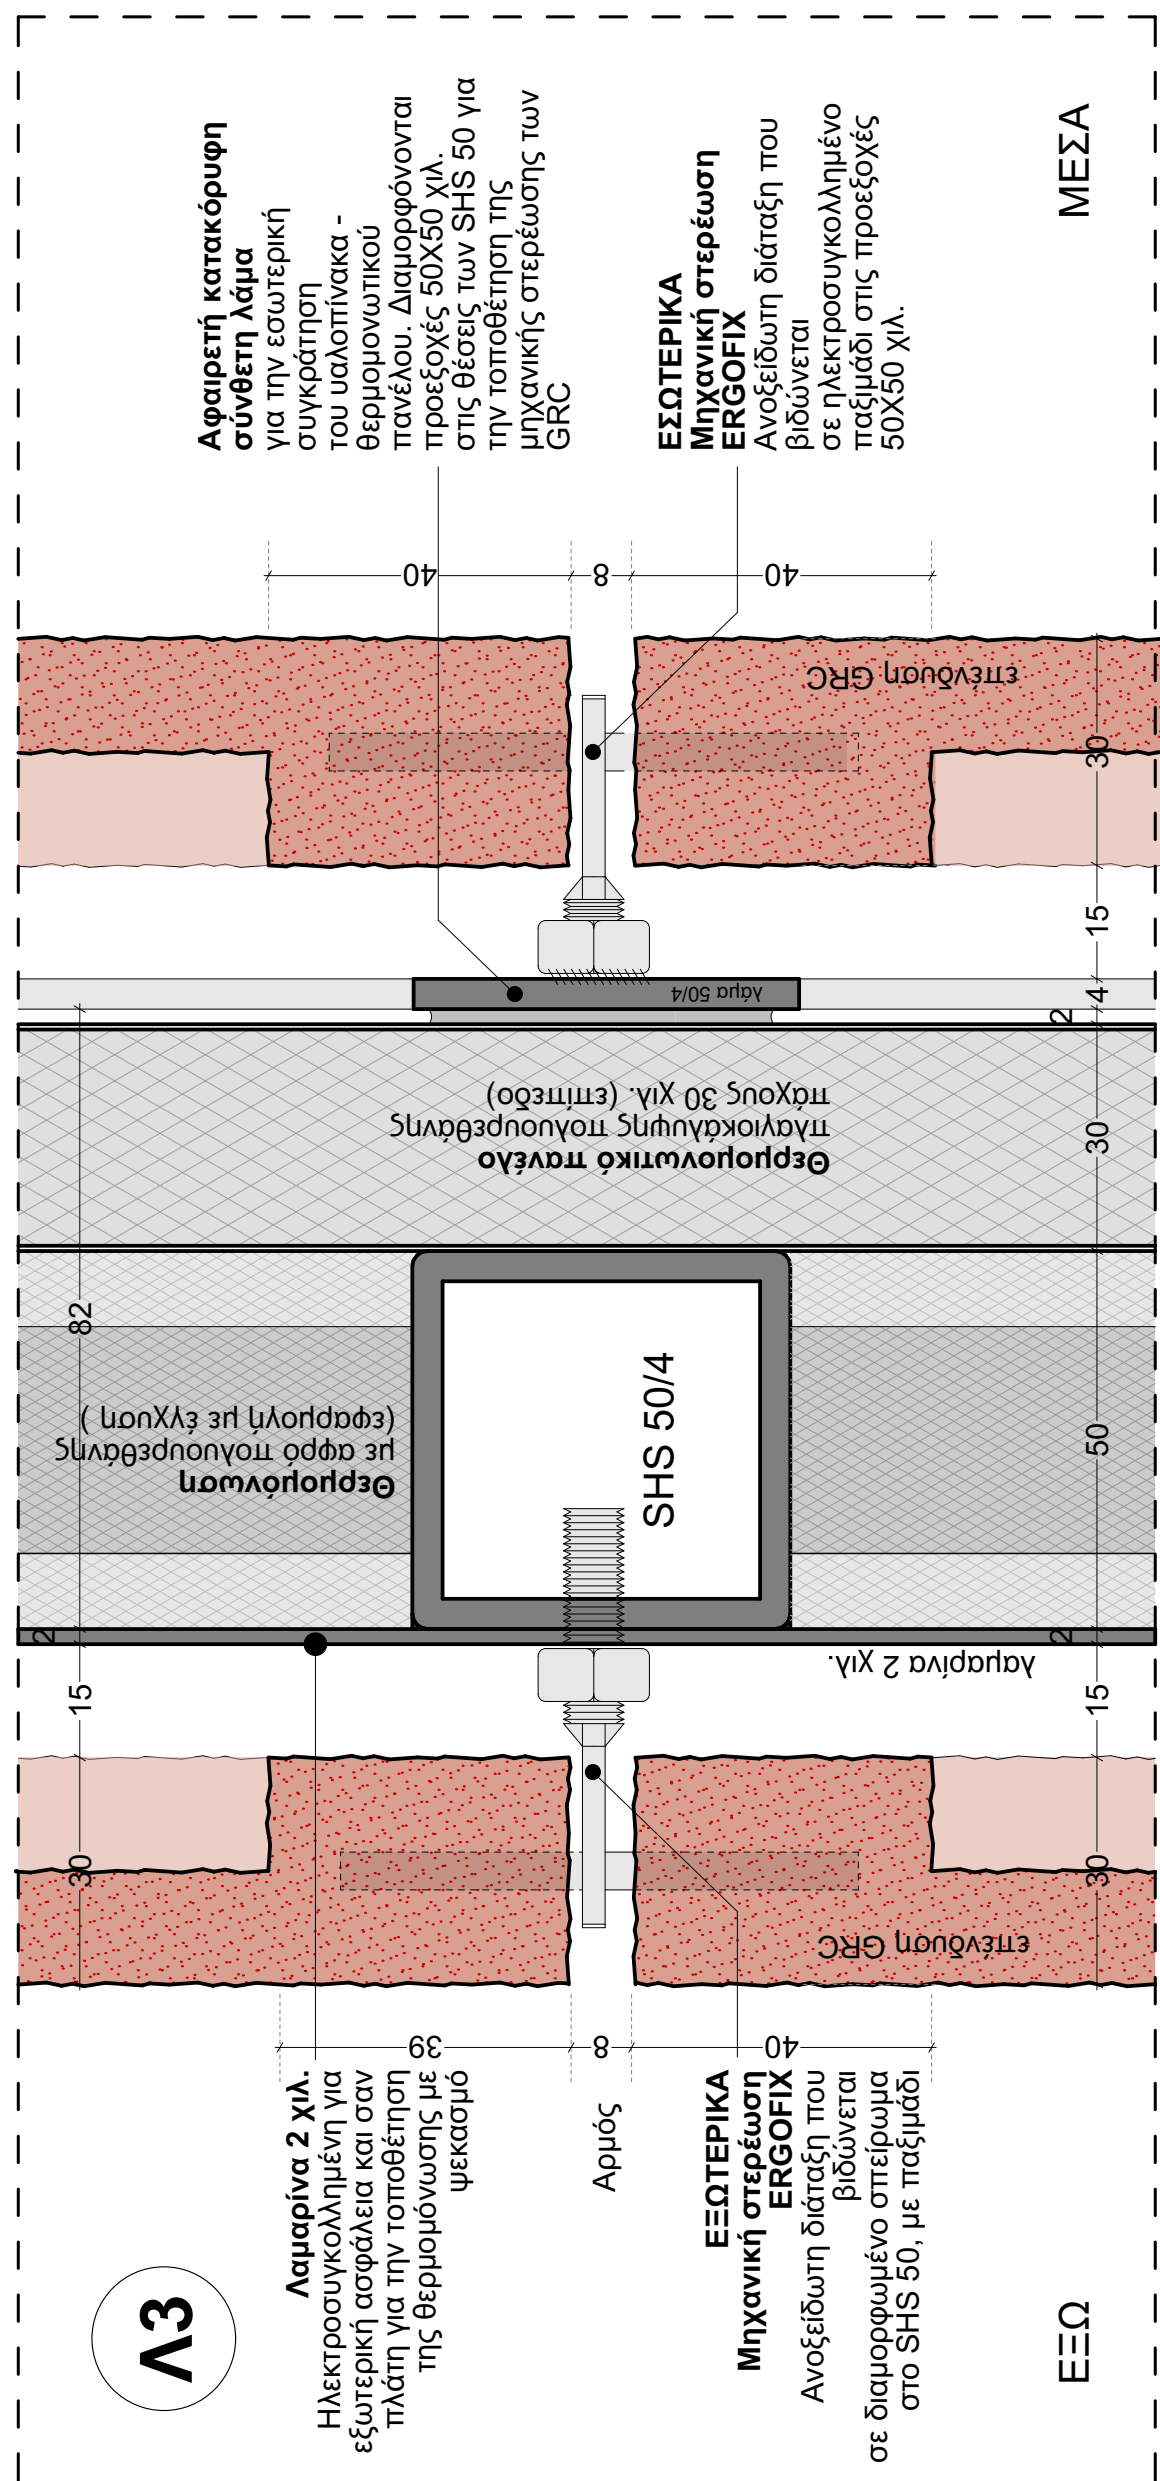 Αφαιρετή κατακόρυφη
σύνθετη λάμα
για την εσωτερική
συγκράτηση
του υαλοπίνακα -
θερμομονωτικού
πανέλου. Διαμορφόνονται
προεξοχές 50X50 χιλ.
στις θέσεις των SHS 50 για
την τοποθέτηση της
μηχανικής στερέωσης των
GRC
ΕΣΩΤΕΡΙΚΑ
Μηχανική στερέωση
ERGOFIX
Ανοξείδωτη διάταξη που
βιδώνεται
σε ηλεκτροσυγκολλημένο
παξιμάδι στις προεξοχές
50X50 χιλ.
ΜΕΣΑ
40
8
40
επένδυση GRC
30
15
4
2
λάμα 50/4
Θερμομονωτικό πανέλο
πλαγιοκάλυψης πολυουρεθάνης
πάχους 30 χιλ. (επίπεδο)
30
82
SHS 50/4
50
Θερμομόνωση
με αφρό πολυουρεθάνης
(εφαρμογή με έγχυση )
2
2
λαμαρίνα 2 χιλ.
15
15
30
30
επένδυση GRC
39
8
40
Λαμαρίνα 2 χιλ.
Ηλεκτροσυγκολλημένη για
εξωτερική ασφάλεια και σαν
πλάτη για την τοποθέτηση
της θερμομόνωσης με
ψεκασμό
Αρμός
ΕΞΩΤΕΡΙΚΑ
Μηχανική στερέωση
ERGOFIX
Ανοξείδωτη διάταξη που
βιδώνεται
σε διαμορφωμένο σπείρωμα
στο SHS 50, με παξιμάδι
Λ3
ΕΞΩ